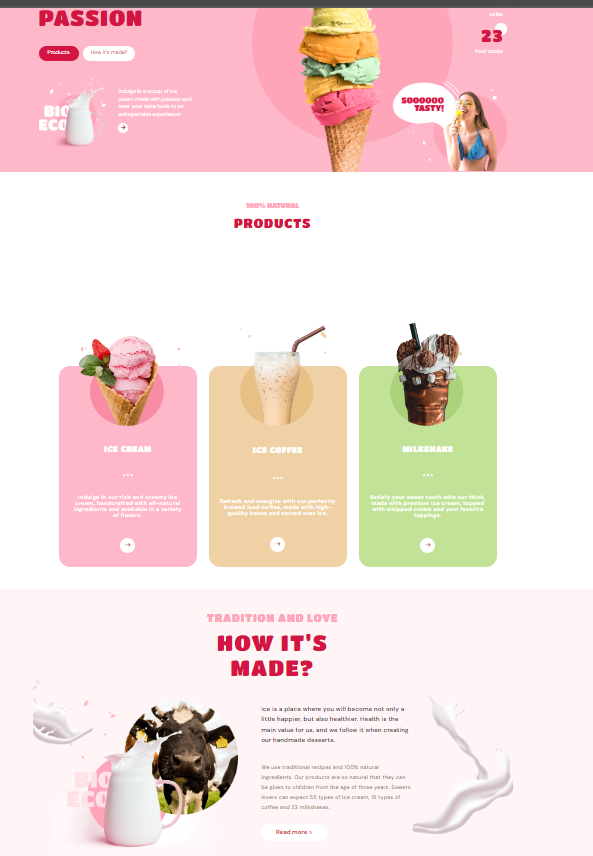 PASSION
cafes
23
food trucks
Products
How it's made?
Indulge in a scoop of ice
cream made with passion and
treat your taste buds to an
unforgettable experience!
BIO
ECO
SOOOOOO
TASTY!
100% NATURAL
PRODUCTS
ICE CREAM
Indulge in our rich and creamy ice
cream, handcrafted with all-natural
ingredients and available in a variety
of flavors.
ICE COFFEE
Refresh and energize with our perfectly
brewed iced coffee, made with high-
quality beans and served over ice.
MILKSHAKE
Satisfy your sweet tooth with our thick,
made with premium ice cream, topped
with whipped cream and your favorite
toppings.
TRADITION AND LOVE
HOW IT'S
MADE?
Ice is a place where you will become not only a
little happier, but also healthier. Health is the
main value for us, and we follow it when creating
our handmade desserts.
BIO
ECO
We use traditional recipes and 100% natural
ingredients. Our products are so natural that they can
be given to children from the age of three years. Sweets
lovers can expect 55 types of ice cream, 15 types of
coffee and 23 milkshakes.
Read more >